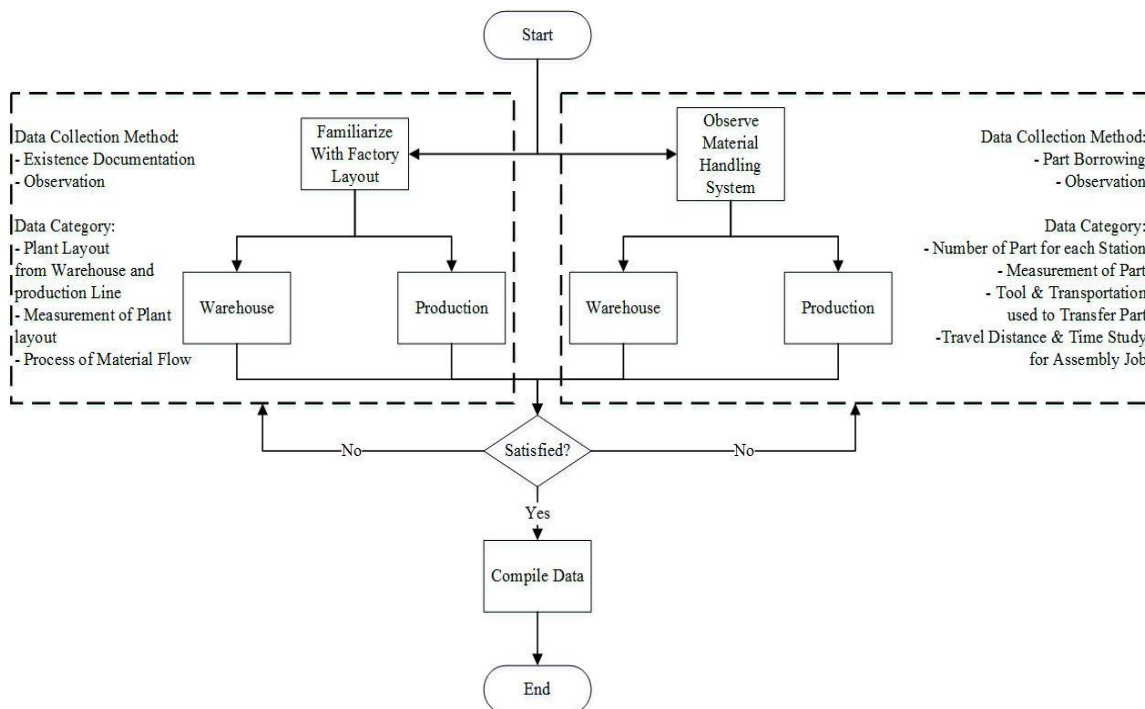 Start
Data Collection Method:
- Existence Documentation
- Observation
Data Category:
- Plant Layout
from Warehouse and
production Line
- Measurement of Plant
layout
- Process of Material Flow
Familiarize
With Factory
Layout
Warehouse
Production
Observe
Material
Handling
System
Warehouse
Production
Data Collection Method:
- Part Borrowing
- Observation
Data Category:
- Number of Part for each Station
- Measurement of Part
- Tool & Transportation
used to Transfer Part
-Travel Distance & Time Study
for Assembly Job
No
Satisfied?
No
Yes
Compile Data
End